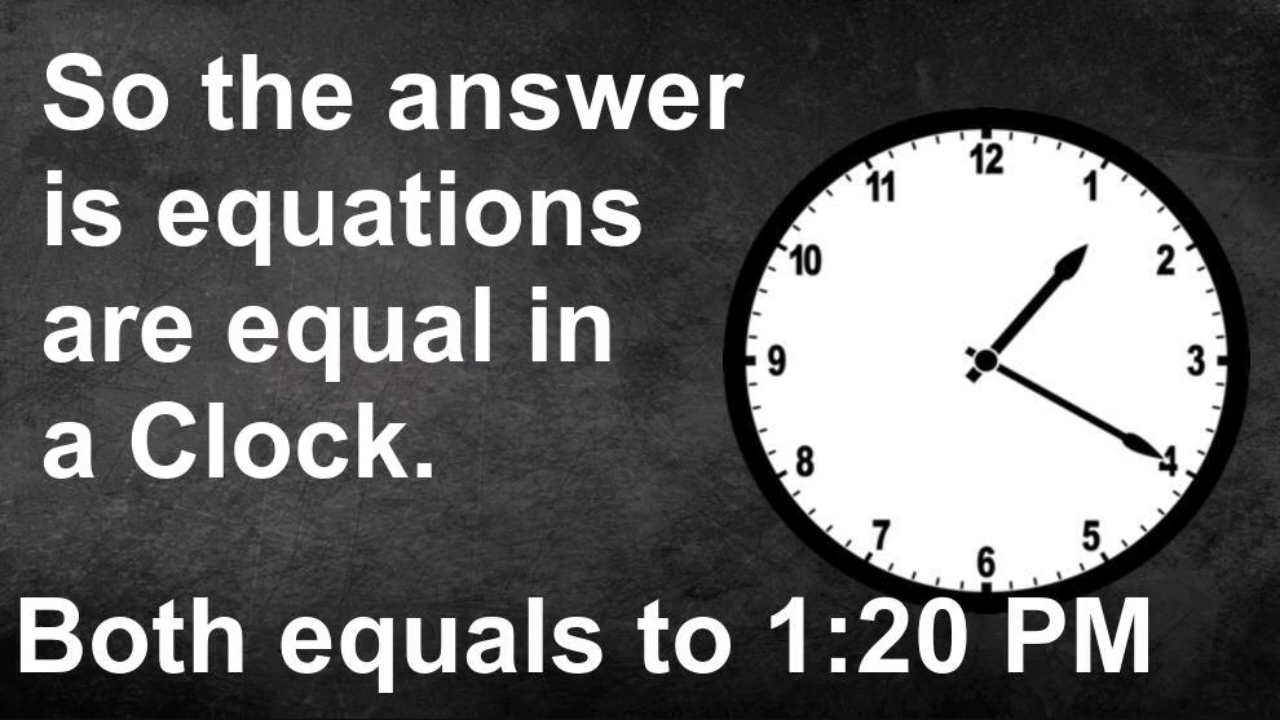 So the answer
is equations
are equal in
a Clock.
12
11
1
10
2
9
3
8
4
7
5
6
Both equals to 1:20 PM